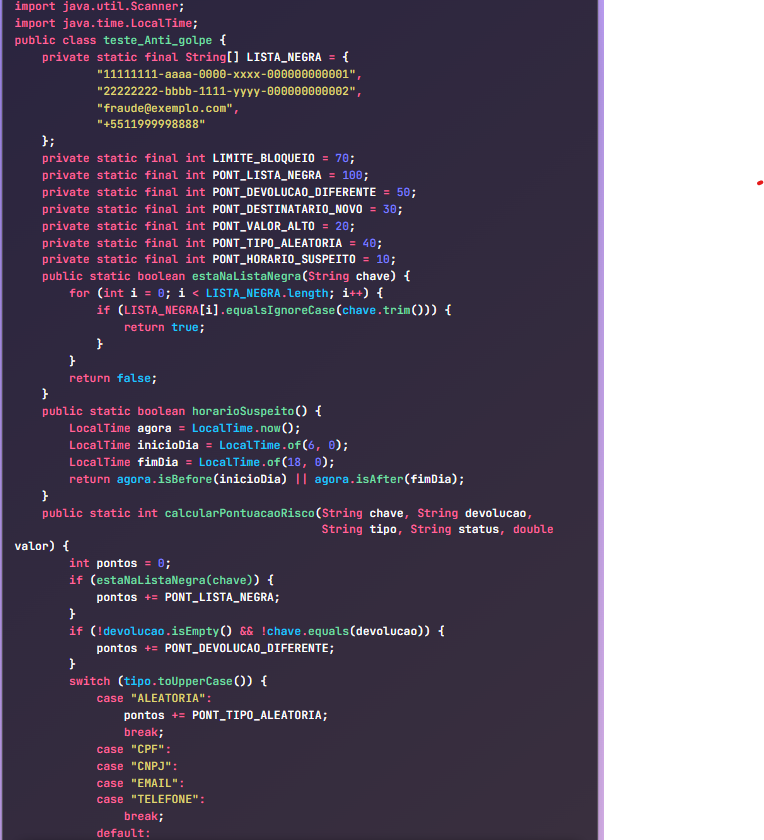 import java.util.Scanner;
import java.time.LocalTime;
public class teste_Anti_golpe {
    private static final String[] LISTA_NEGRA = {
            "11111111-aaaa-0000-xxxx-000000000001",
            "22222222-bbbb-1111-yyyy-000000000002",
            "fraude@exemplo.com",
            "+5511999998888"
    };
    private static final int LIMITE_BLOQUEIO = 70;
    private static final int PONT_LISTA_NEGRA = 100;
    private static final int PONT_DEVOLUCAO_DIFERENTE = 50;
    private static final int PONT_DESTINATARIO_NOVO = 30;
    private static final int PONT_VALOR_ALTO = 20;
    private static final int PONT_TIPO_ALEATORIA = 40;
    private static final int PONT_HORARIO_SUSPEITO = 10;
    public static boolean estaNaListaNegra(String chave) {
        for (int i = 0; i < LISTA_NEGRA.length; i++) {
            if (LISTA_NEGRA[i].equalsIgnoreCase(chave.trim())) {
                return true;
            }
        }
        return false;
    }
    public static boolean horarioSuspeito() {
        LocalTime agora = LocalTime.now();
        LocalTime inicioDia = LocalTime.of(6, 0);
        LocalTime fimDia = LocalTime.of(18, 0);
        return agora.isBefore(inicioDia) || agora.isAfter(fimDia);
    }
    public static int calcularPontuacaoRisco(String chave, String devolucao,
                                             String tipo, String status, double
valor) {
        int pontos = 0;
        if (estaNaListaNegra(chave)) {
            pontos += PONT_LISTA_NEGRA;
        }
        if (!devolucao.isEmpty() && !chave.equals(devolucao)) {
            pontos += PONT_DEVOLUCAO_DIFERENTE;
        }
        switch (tipo.toUpperCase()) {
            case "ALEATORIA":
                pontos += PONT_TIPO_ALEATORIA;
                break;
            case "CPF":
            case "CNPJ":
            case "EMAIL":
            case "TELEFONE":
                break;
            default: